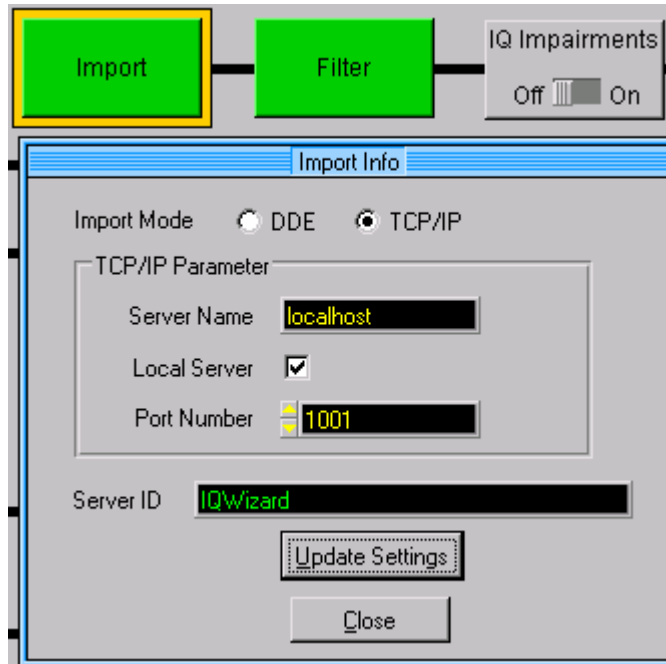 Import
Filter
IQ Impairments
Off On
Import Info
Import Mode DDE TCP/IP
TCP/IP Parameter
Server Name localhost
Local Server
Port Number 1001
Server ID IQWizard
Update Settings
Close